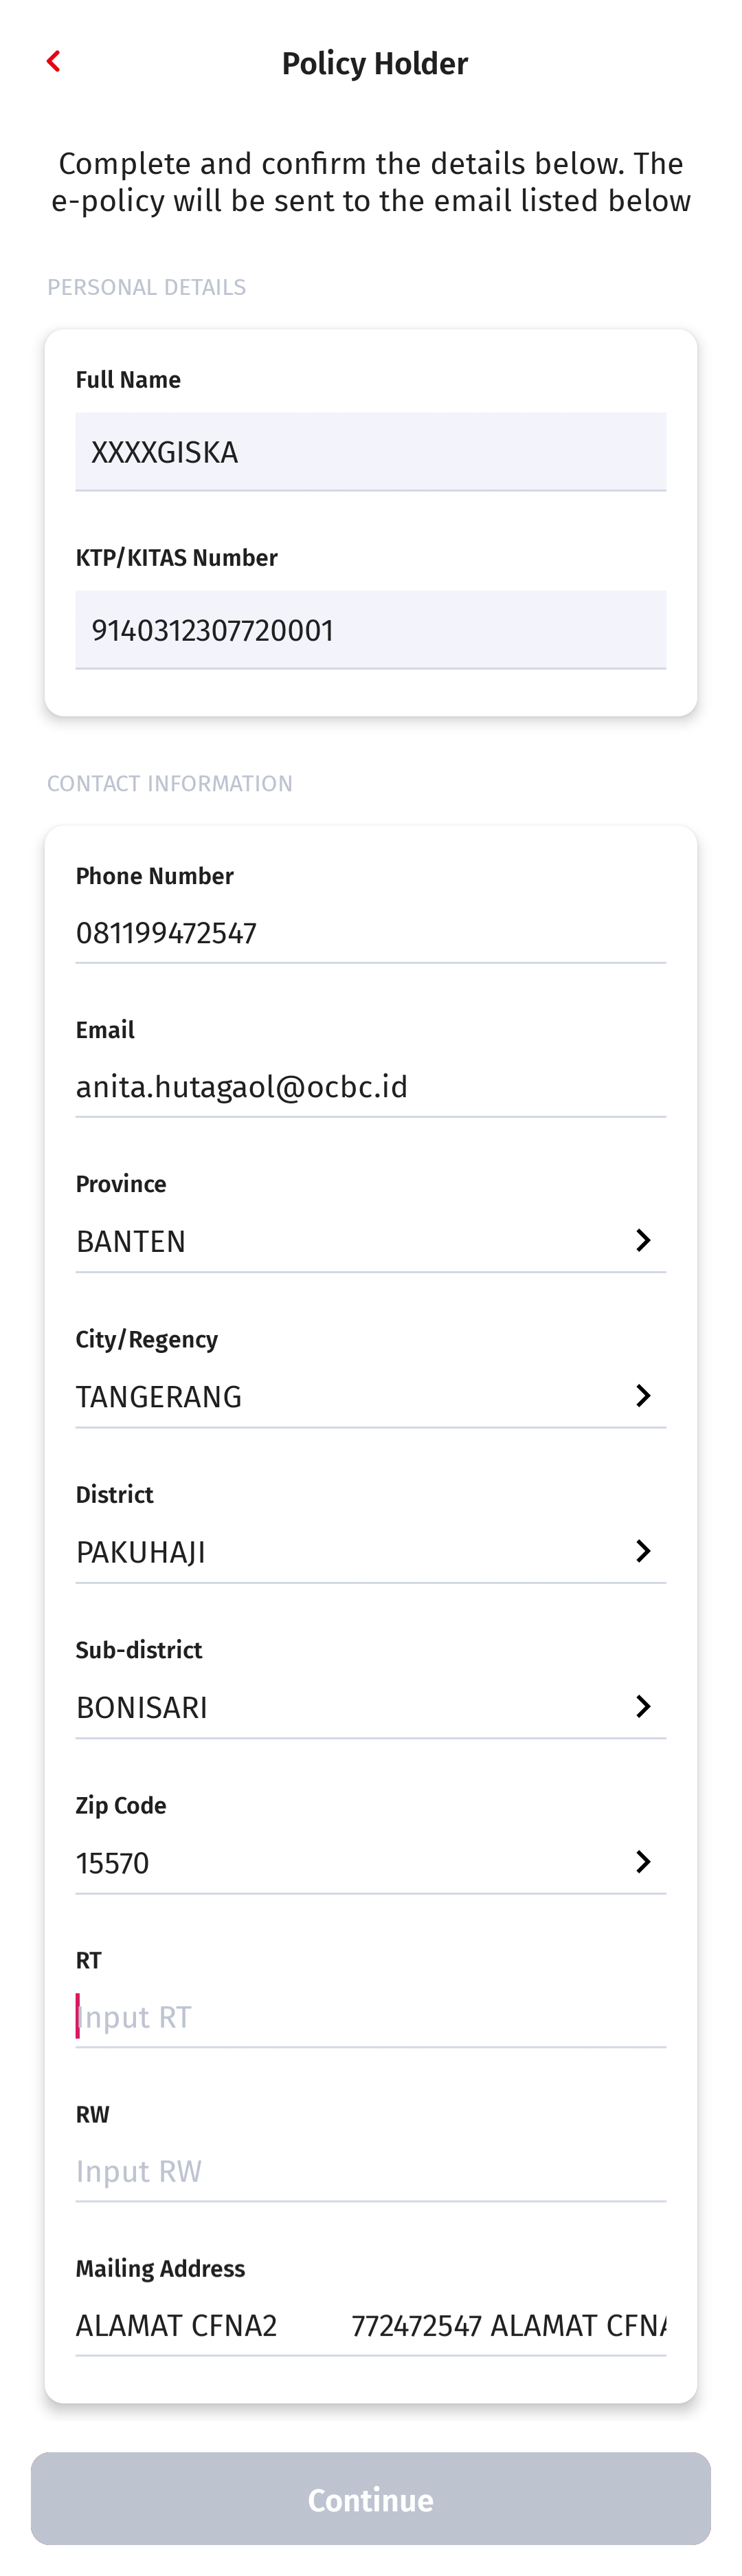 Policy Holder
Complete and confirm the details below. The
e-policy will be sent to the email listed below
PERSONAL DETAILS
Full Name
XXXXGISKA
KTP/KITAS Number
9140312307720001
CONTACT INFORMATION
Phone Number
081199472547
Email
anita.hutagaol@ocbc.id
Province
BANTEN
City/Regency
TANGERANG
District
PAKUHAJI
Sub-district
BONISARI
Zip Code
15570
RT
Input RT
RW
Input RW
Mailing Address
ALAMAT CFNA2 772472547 ALAMAT CFNA
Continue